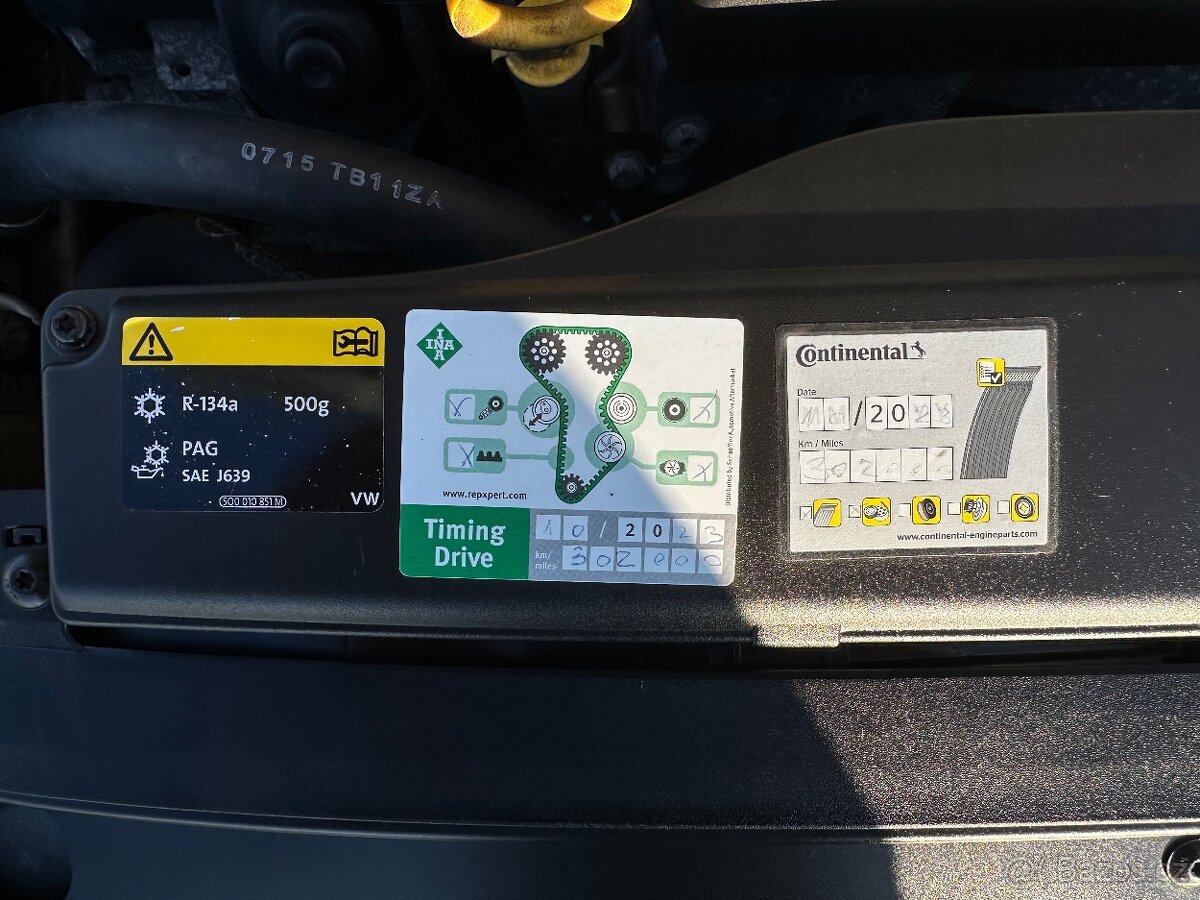 0715 TB11ZA
R-134a 500g
PAG
SAE J639
5Q0 010 851 M
VW
INA
www.repxpert.com
Timing
Drive
10/2023
km/
miles
302000
Continental
Date
/20
Km / Miles
www.continental-engineparts.com